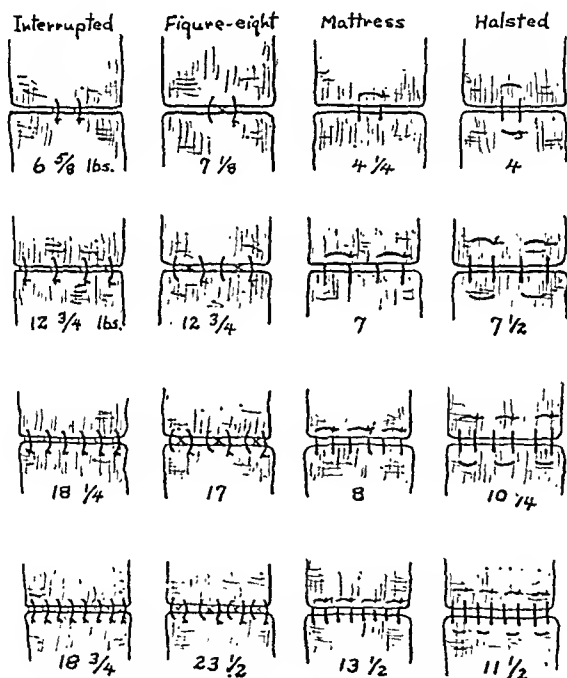 Interrupted Figure-eight Mattress Halsted
6 5/8 lbs. 7 1/8 4 1/4 4
12 3/4 lbs. 12 3/4 7 7 1/2
18 1/4 17 8 10 1/4
18 3/4 23 1/2 13 1/2 11 1/2